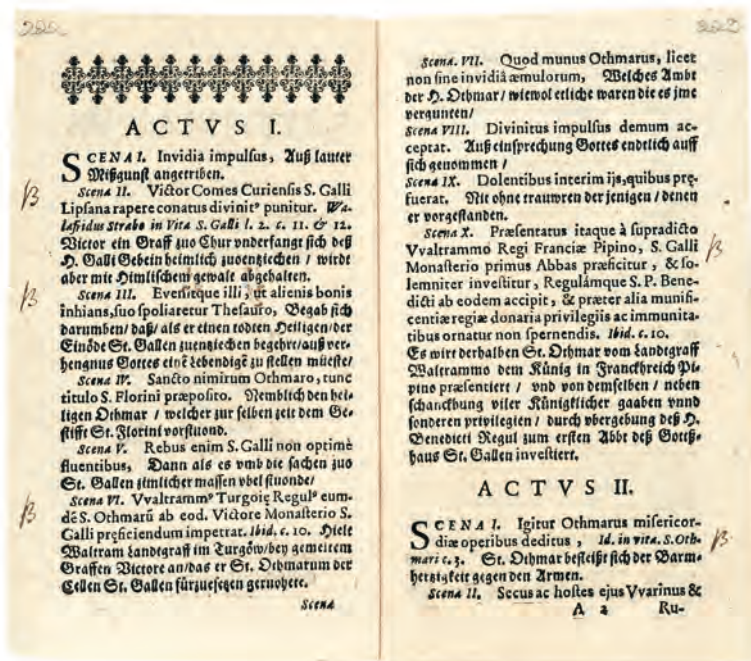 222
ACTVS I.
SCENA I. Invidia impulſus, Auß lauter
Mißgunſt angetriben.
Scena II. Victor Comes Curienſis S. Galli
Lipſana rapere conatus divinitꝰ punitur. Wa-
lafridus Strabo in Vita S. Galli l. 2. c. 11. & 12.
Victor ein Graff zuo Chur vnderfangt ſich deß
H. Galli Gebein heimlich zuoentziechen / wirdt
aber mit Himliſchem gewalt abgehalten.
Scena III. Evenitque illi, ut alienis bonis
inhians, ſuo ſpoliaretur Theſauro, Begab ſich
darumben / daß / als er einen todten Heiligen / der
Einöde St. Gallen zuenziechen begehrt / auß ver-
hengnus Gottes einē lebendigē zu ſtellen müeſte /
Scena IV. Sancto nimirum Othmaro, tunc
titulo S. Florini præpoſito. Nemblich den hei-
ligen Othmar / welcher zur ſelben zeit dem Ge-
ſtifft St. Florini vorſtuond.
Scena V. Rebus enim S. Galli non optimè
fluentibus, Dann als es vmb die ſachen zuo
St. Gallen zimlicher maſſen vbel ſtuonde /
Scena VI. Vvaltrammꝰ Turgoię Regulꝰ eum-
dē S. Othmarū ab eod. Victore Monaſterio S.
Galli pręficiendum impetrat. Ibid. c. 10. Hielt
Waltram Landtgraff im Turgöw / bey gemeltem
Graffen Victore an / das er St. Othmarum der
Cellen St. Gallen fürzueſetzen geruohete.
Scena
223
Scena. VII. Quod munus Othmarus, licet
non ſine invidiâ æmulorum, Welches Ambt
der H. Othmar / wiewol etliche waren die es jme
vergunten /
Scena VIII. Divinitus impulſus demum ac-
ceptat. Auß einſprechung Gottes endtlich auff
ſich genommen /
Scena IX. Dolentibus interim ijs, quibus prę-
fuerat. Nit ohne trauwren der jenigen / denen
er vorgeſtanden.
Scena X. Præſentatus itaque à ſupradicto
Vvaltrammo Regi Franciæ Pipino, S. Galli
Monaſterio primus Abbas præficitur, & ſo-
lemniter inveſtitur, Regulámque S. P. Bene-
dicti ab eodem accipit, & præter alia munifi-
centiæ regiæ donaria privilegiis ac immunita-
tibus ornatur non ſpernendis. Ibid. c. 10.
Es wirt derhalben St. Othmar vom Landtgraff
Waltrammo dem Künig in Franckhreich Pi-
pino præſentiert / vnd von demſelben / neben
ſchanckhung viler Künigklicher gaaben vnnd
ſonderen privilegien / durch vbergebung deß H.
Benedicti Regul zum erſten Abbt deß Gottß-
haus St. Gallen inveſtiert.
ACTVS II.
SCENA I. Igitur Othmarus miſericor-
diæ operibus deditus, Id. in vita. S. Oth-
mari c. 3. St. Othmar befleißt ſich der Barm-
hertzigkeit gegen den Armen.
Scena II. Secus ac hoſtes ejus Vvarinus &
A 2 Ru-